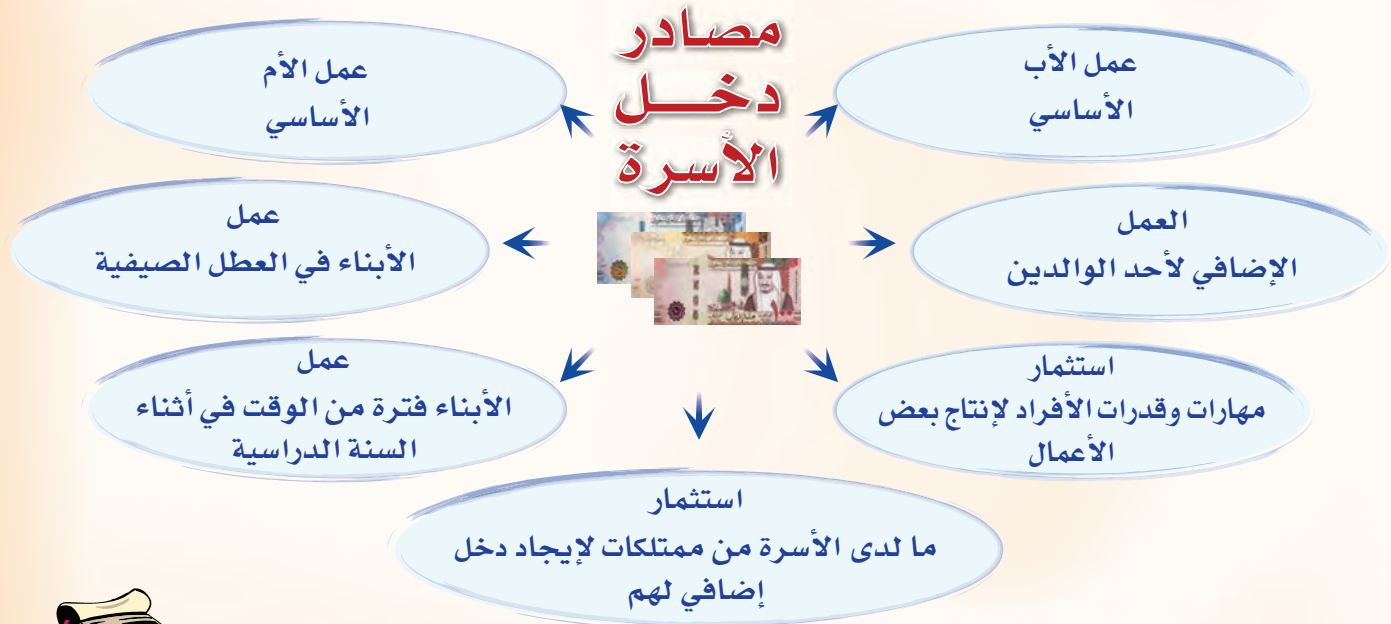 مصادر
دخل
الأسرة
عمل الأب
الأساسي
عمل الأم
الأساسي
العمل
الإضافي لأحد الوالدين
عمل
الأبناء في العطل الصيفية
استثمار
مهارات وقدرات الأفراد لإنتاج بعض
الأعمال
عمل
الأبناء فترة من الوقت في أثناء
السنة الدراسية
استثمار
ما لدى الأسرة من ممتلكات لإيجاد دخل
إضافي لهم
١٠٠